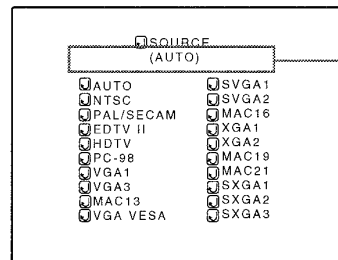 SOURCE
(AUTO)
AUTO
NTSC
PAL/SECAM
EDTV II
HDTV
PC-98
VGA1
VGA3
MAC13
VGA VESA
SVGA1
SVGA2
MAC16
XGA1
XGA2
MAC19
MAC21
SXGA1
SXGA2
SXGA3